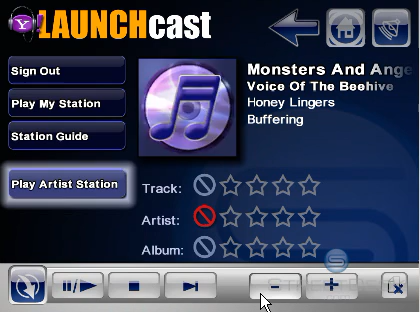 Y! LAUNCHcast
Sign Out
Play My Station
Station Guide
Play Artist Station
Monsters And Ange
Voice Of The Beehive
Honey Lingers
Buffering
Track:
Artist:
Album: